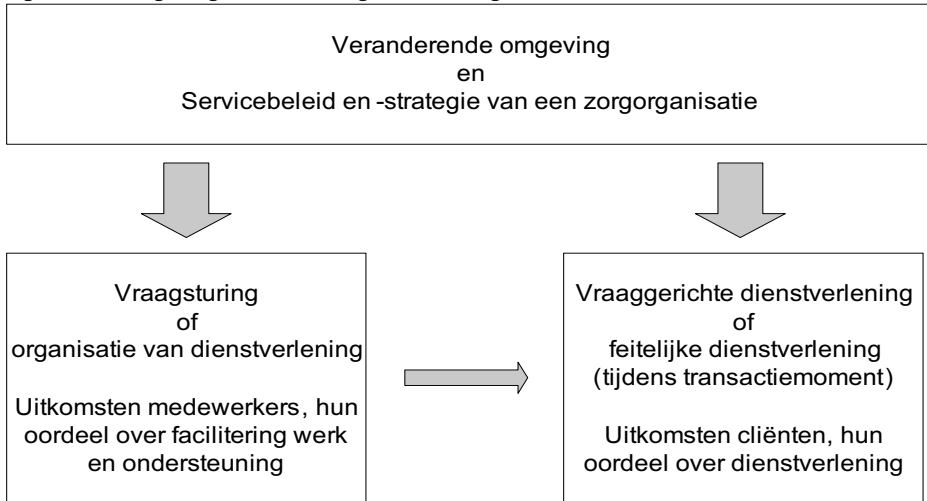 Veranderende omgeving
en
Servicebeleid en -strategie van een zorgorganisatie
Vraagsturing
of
organisatie van dienstverlening
Uitkomsten medewerkers, hun
oordeel over facilitering werk
en ondersteuning
Vraaggerichte dienstverlening
of
feitelijke dienstverlening
(tijdens transactiemoment)
Uitkomsten cliënten, hun
oordeel over dienstverlening